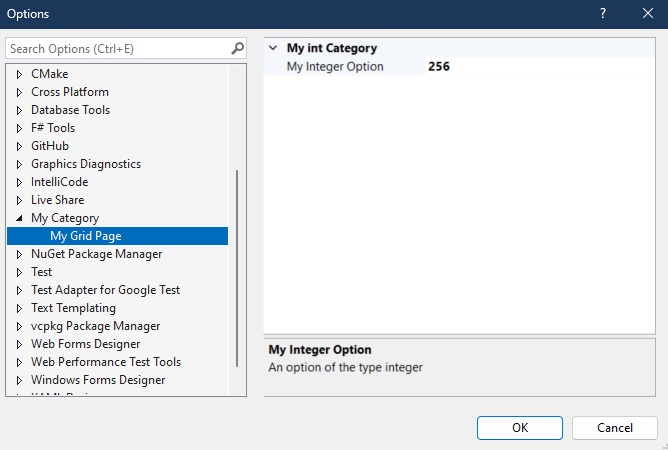 Options
?
Search Options (Ctrl+E)
CMake
Cross Platform
Database Tools
F# Tools
GitHub
Graphics Diagnostics
IntelliCode
Live Share
My Category
My Grid Page
NuGet Package Manager
Test
Test Adapter for Google Test
Text Templating
vcpkg Package Manager
Web Forms Designer
Web Performance Test Tools
Windows Forms Designer
My int Category
My Integer Option 256
My Integer Option
An option of the type integer
OK Cancel